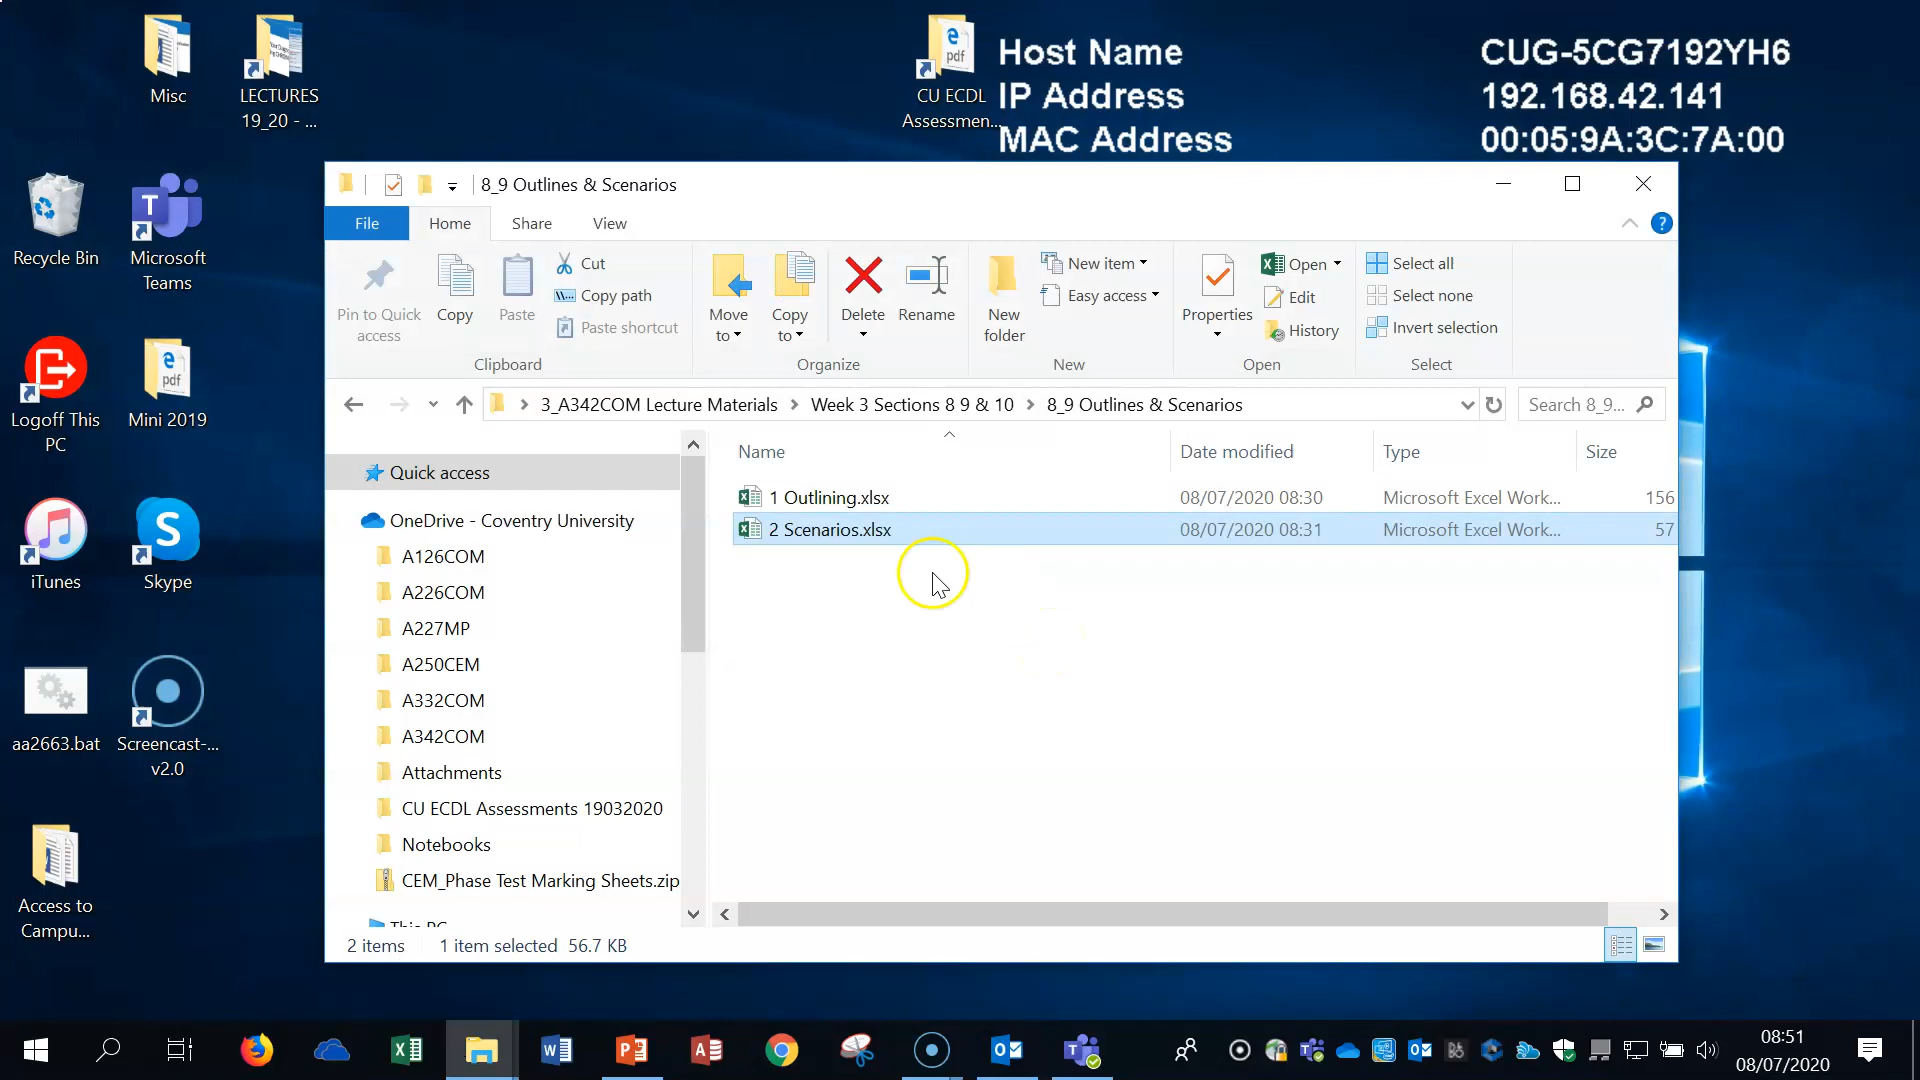 Misc
LECTURES
19_20 - ...
CU ECDL
Assessmen...
Host Name
CUG-5CG7192YH6
IP Address
192.168.42.141
MAC Address
00:05:9A:3C:7A:00
Recycle Bin
Microsoft
Teams
Logoff This
PC
Mini 2019
iTunes
Skype
aa2663.bat
Screencast-...
v2.0
Access to
Campu...
8_9 Outlines & Scenarios
File
Home
Share
View
Pin to Quick
access
Copy
Paste
Cut
Copy path
Paste shortcut
Clipboard
Move
to
Copy
to
Delete
Rename
Organize
New
folder
New item
Easy access
New
Properties
Open
Edit
History
Open
Select all
Select none
Invert selection
Select
3_A342COM Lecture Materials
Week 3 Sections 8 9 & 10
8_9 Outlines & Scenarios
Search 8_9...
Quick access
OneDrive - Coventry University
A126COM
A226COM
A227MP
A250CEM
A332COM
A342COM
Attachments
CU ECDL Assessments 19032020
Notebooks
CEM_Phase Test Marking Sheets.zip
This PC
Name
Date modified
Type
Size
1 Outlining.xlsx
08/07/2020 08:30
Microsoft Excel Work...
156
2 Scenarios.xlsx
08/07/2020 08:31
Microsoft Excel Work...
57
2 items
1 item selected
56.7 KB
08:51
08/07/2020